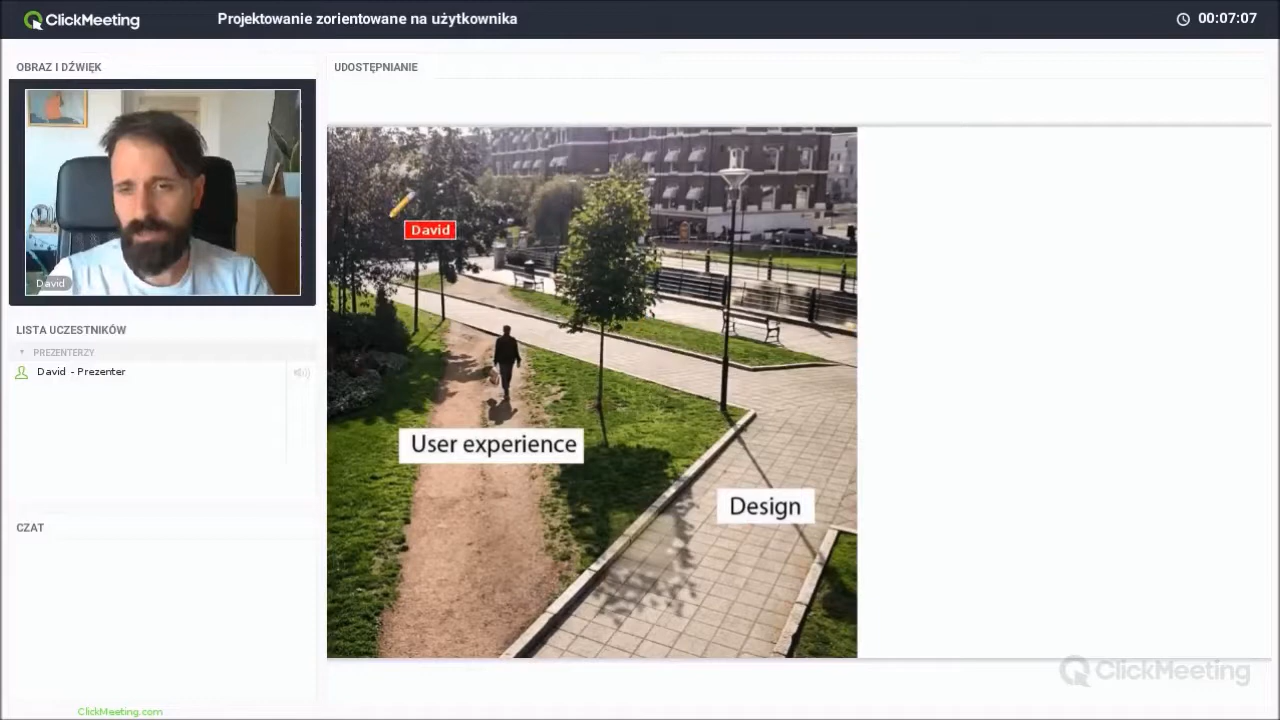 ClickMeeting
Projektowanie zorientowane na użytkownika
00:07:07
OBRAZ I DŹWIĘK
David
LISTA UCZESTNIKÓW
PREZENTERZY
David - Prezenter
CZAT
ClickMeeting.com
UDOSTĘPNIANIE
David
User experience
Design
ClickMeeting